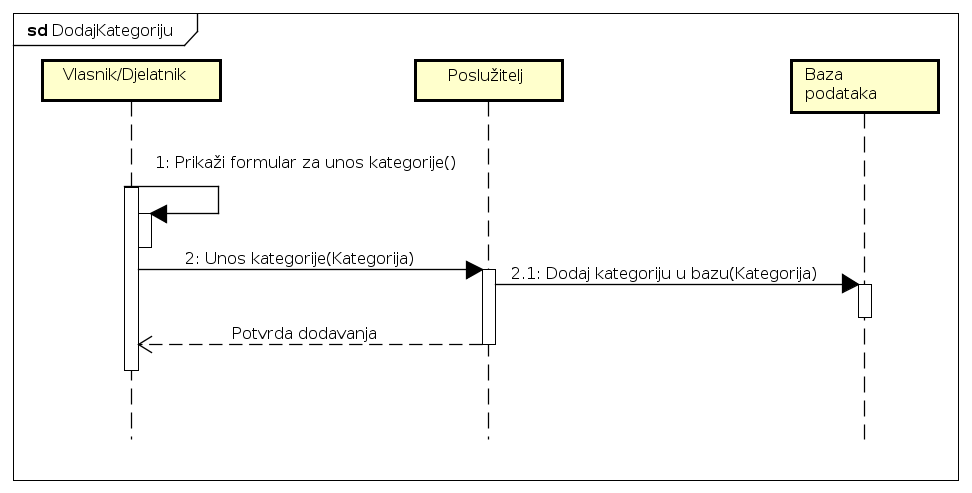 sd DodajKategoriju
Vlasnik/Djelatnik
Poslužitelj
Baza
podataka
1: Prikaži formular za unos kategorije()
2: Unos kategorije(Kategorija)
2.1: Dodaj kategoriju u bazu(Kategorija)
Potvrda dodavanja